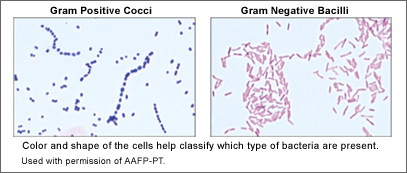 Gram Positive Cocci
Gram Negative Bacilli
Color and shape of the cells help classify which type of bacteria are present.
Used with permission of AAFP-PT.